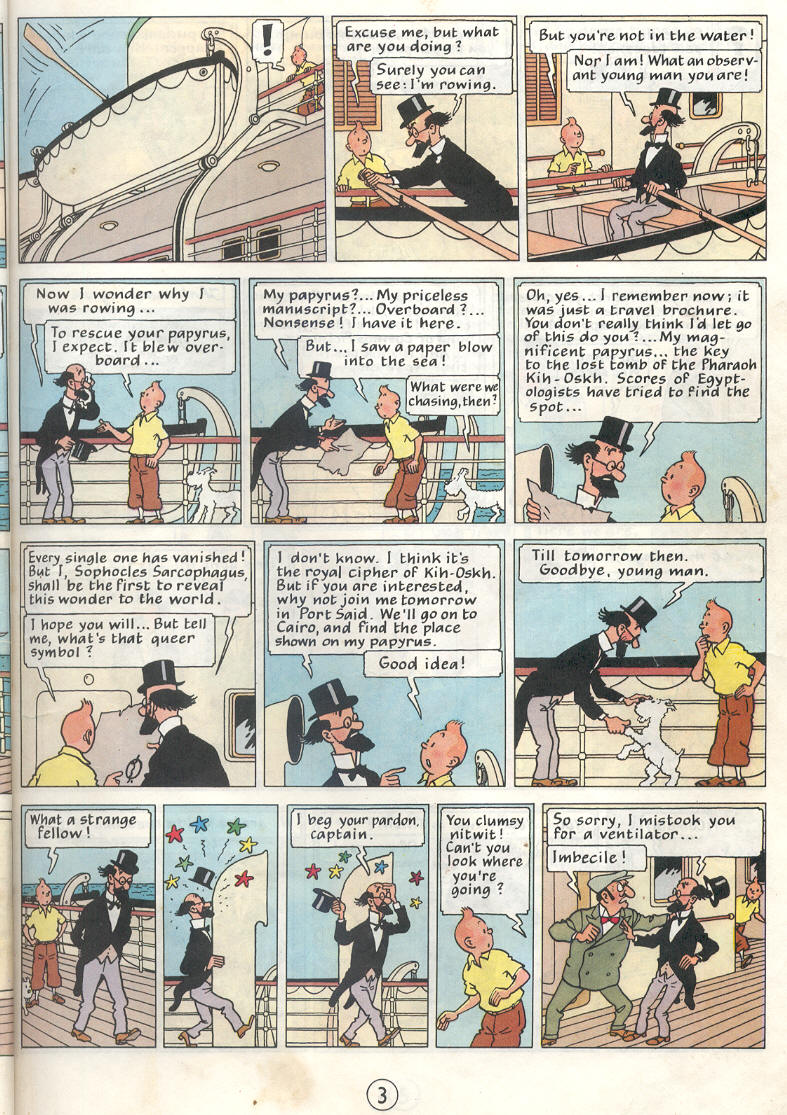 !
Excuse me, but what
are you doing?
Surely you can
see: I'm rowing.
But you're not in the water!
Nor I am! What an observ-
ant young man you are!
Now I wonder why I
was rowing ...
To rescue your papyrus,
I expect. It blew over-
board ...
My papyrus?... My priceless
manuscript?... Overboard?...
Nonsense! I have it here.
But... I saw a paper blow
into the sea!
What were we
chasing, then?
Oh, yes... I remember now; it
was just a travel brochure.
You don't really think I'd let go
of this do you?... My mag-
nificent papyrus... the key
to the lost tomb of the Pharaoh
Kih-Oskh. Scores of Egypt-
ologists have tried to find the
spot...
Every single one has vanished!
But I, Sophocles Sarcophagus,
shall be the first to reveal
this wonder to the world.
I hope you will... But tell
me, what's that queer
symbol?
I don't know. I think it's
the royal cipher of Kih-Oskh.
But if you are interested,
why not join me tomorrow
in Port Said. We'll go on to
Cairo, and find the place
shown on my papyrus.
Good idea!
Till tomorrow then.
Goodbye, young man.
What a strange
fellow!
I beg your pardon,
captain.
You clumsy
nitwit!
Can't you
look where
you're
going?
So sorry, I mistook you
for a ventilator...
Imbecile!
3